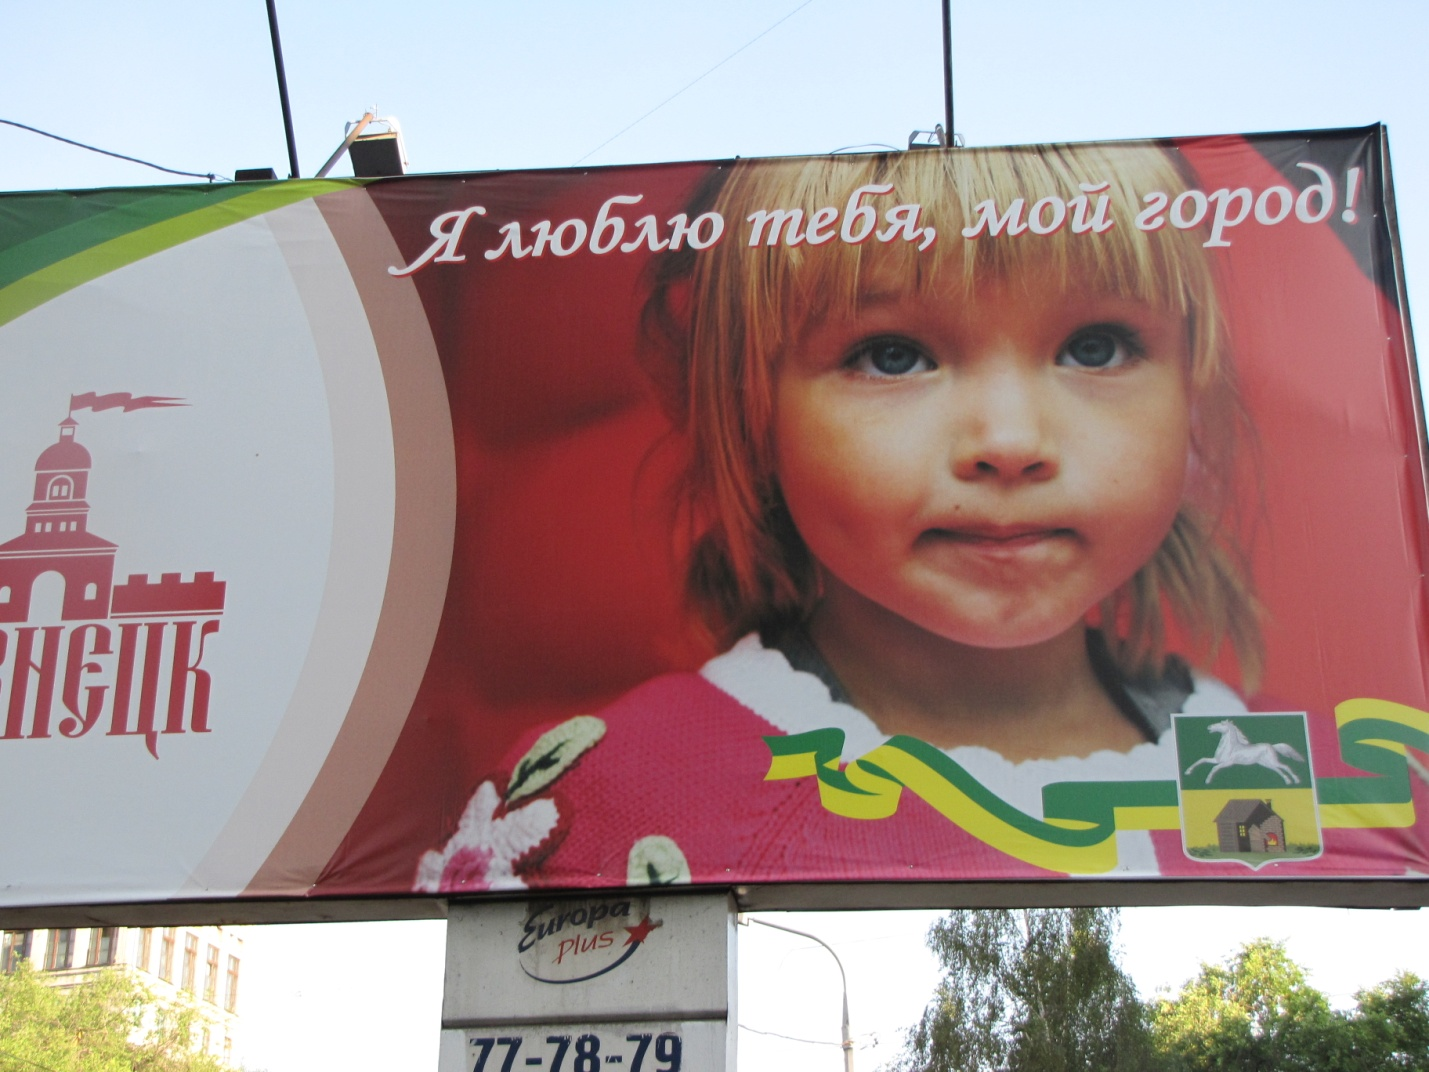 Я люблю тебя, мой город!
знецк
Europa
plus
77-78-79